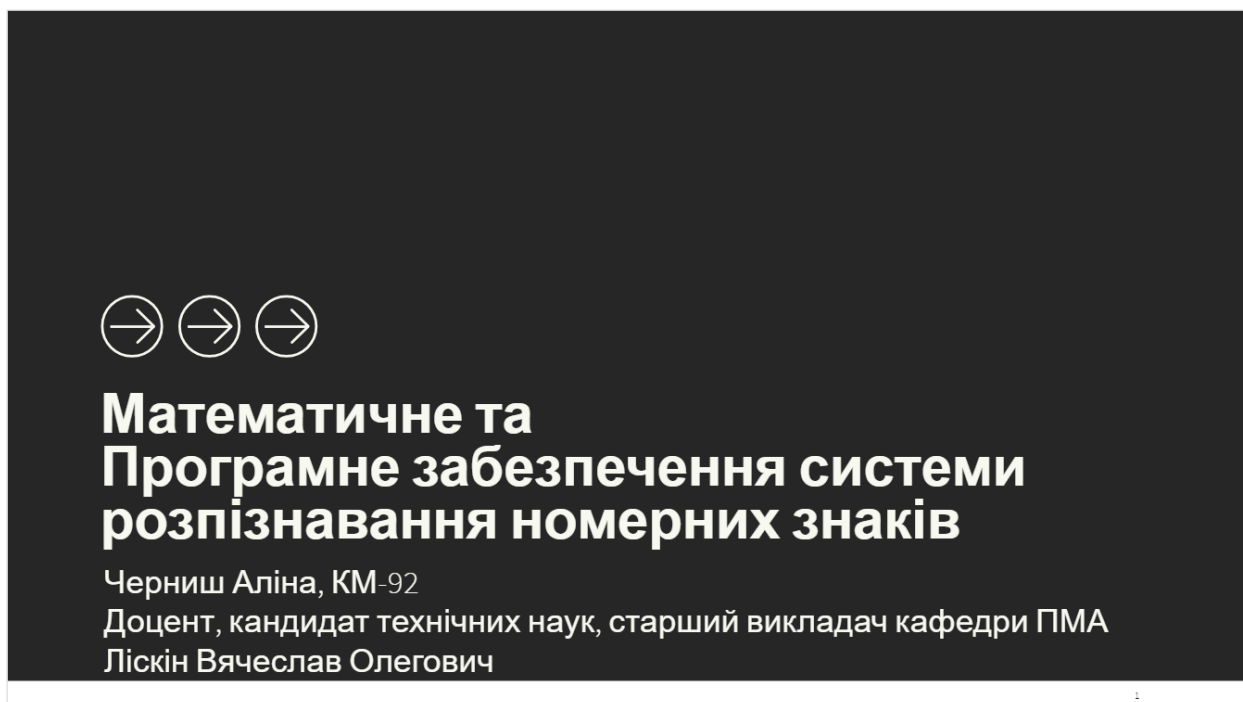 Математичне та
Програмне забезпечення системи
розпізнавання номерних знаків
Черниш Аліна, КМ-92
Доцент, кандидат технічних наук, старший викладач кафедри ПМА
Ліскін Вячеслав Олегович
1